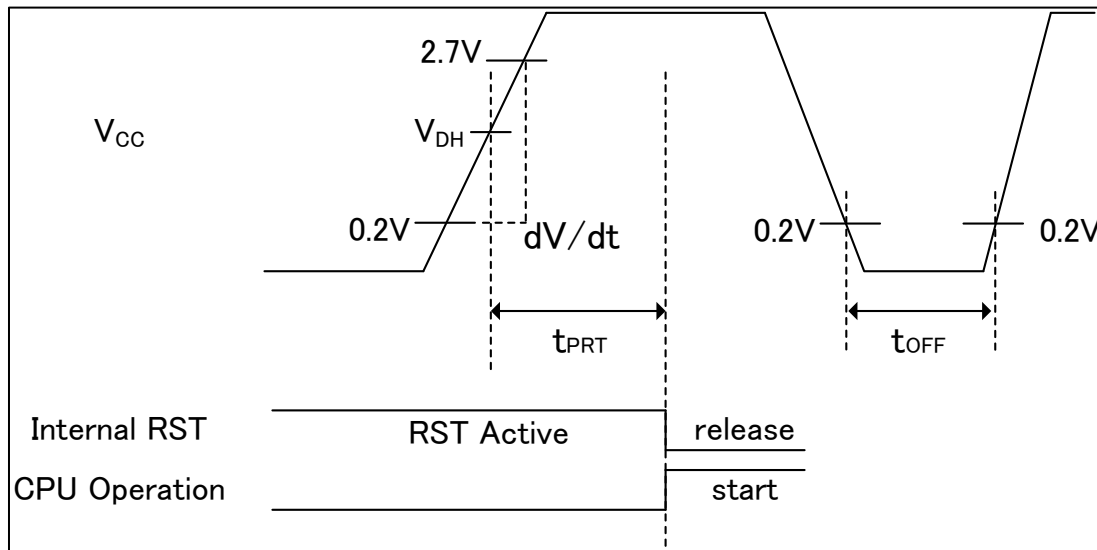 2.7V
VCC
VDH
0.2V
dV/dt
0.2V
0.2V
tPRT
tOFF
Internal RST
RST Active
release
CPU Operation
start